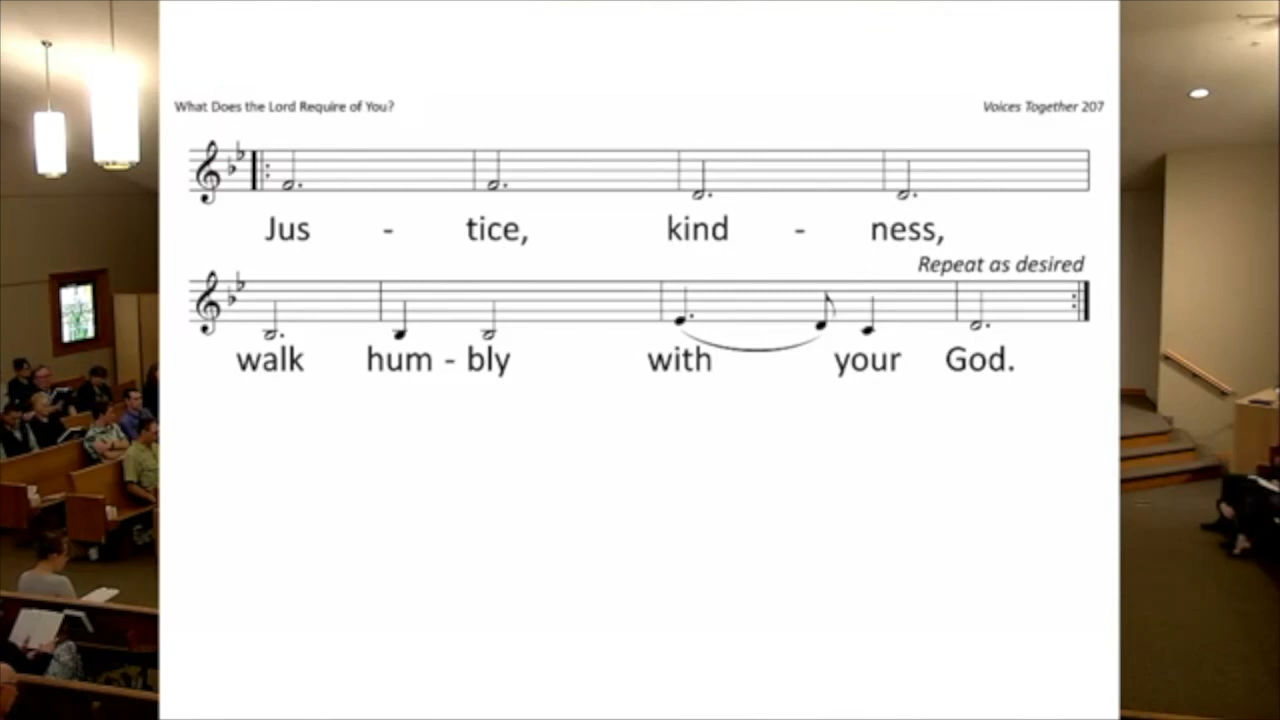 What Does the Lord Require of You? Voices Together 207
Jus - tice, kind - ness,
Repeat as desired
walk hum - bly with your God.